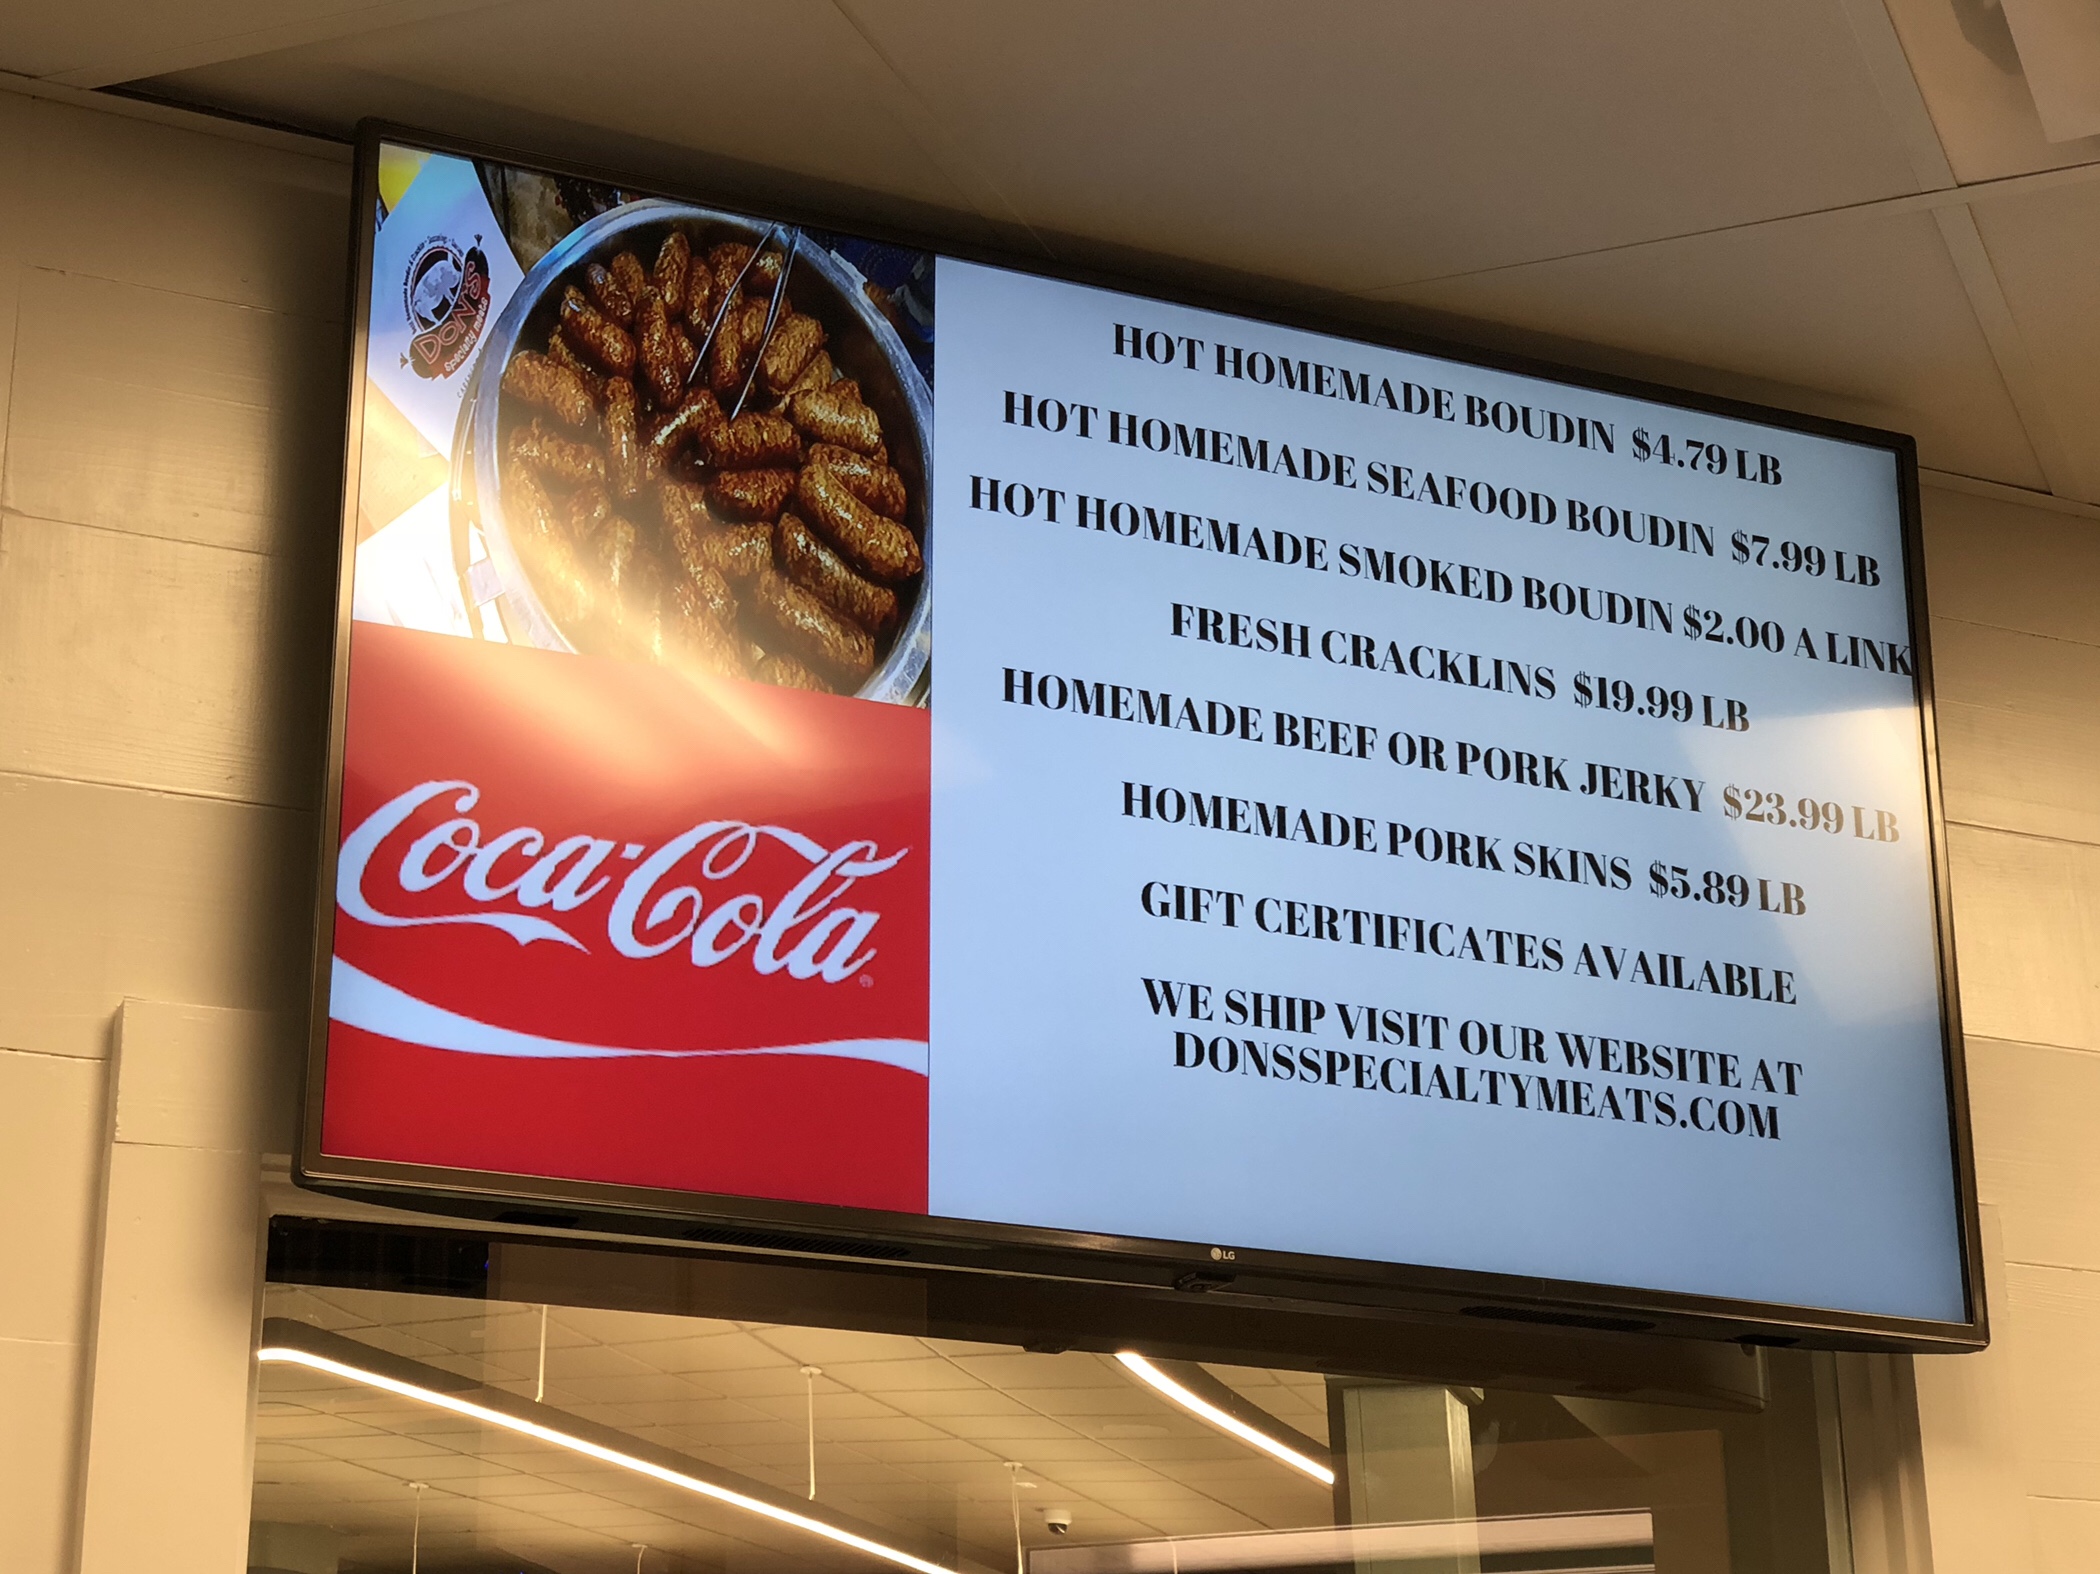 DON'S
Specialty meats
Coca-Cola
HOT HOMEMADE BOUDIN $4.79 LB
HOT HOMEMADE SEAFOOD BOUDIN $7.99 LB
HOT HOMEMADE SMOKED BOUDIN $2.00 A LINK
FRESH CRACKLINS $19.99 LB
HOMEMADE BEEF OR PORK JERKY $23.99 LB
HOMEMADE PORK SKINS $5.89 LB
GIFT CERTIFICATES AVAILABLE
WE SHIP VISIT OUR WEBSITE AT
DONSSPECIALTYMEATS.COM
LG